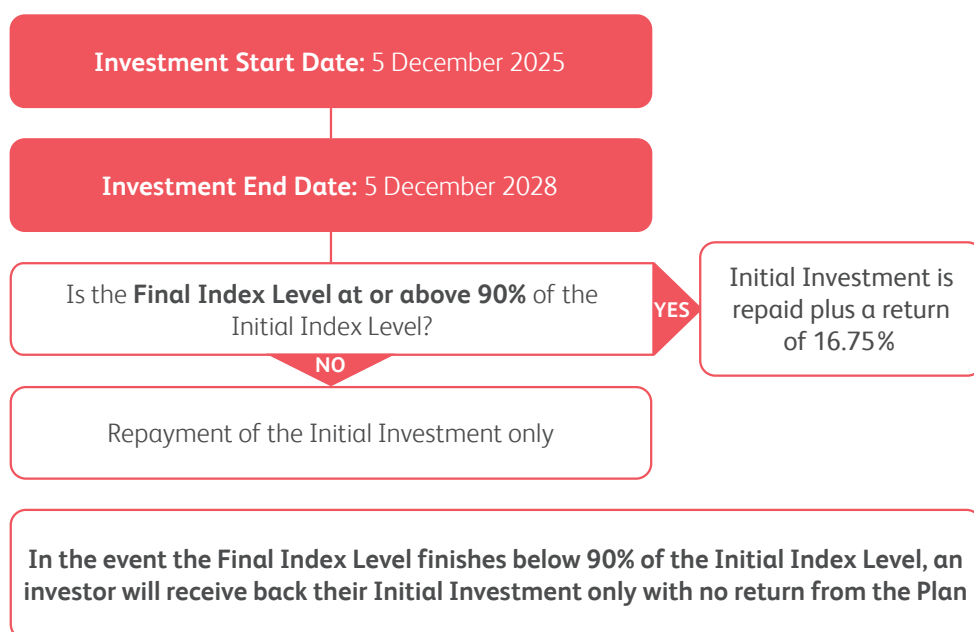 Investment Start Date: 5 December 2025
Investment End Date: 5 December 2028
Is the Final Index Level at or above 90% of the
Initial Index Level?
YES
Initial Investment is
repaid plus a return
of 16.75%
NO
Repayment of the Initial Investment only
In the event the Final Index Level finishes below 90% of the Initial Index Level, an
investor will receive back their Initial Investment only with no return from the Plan